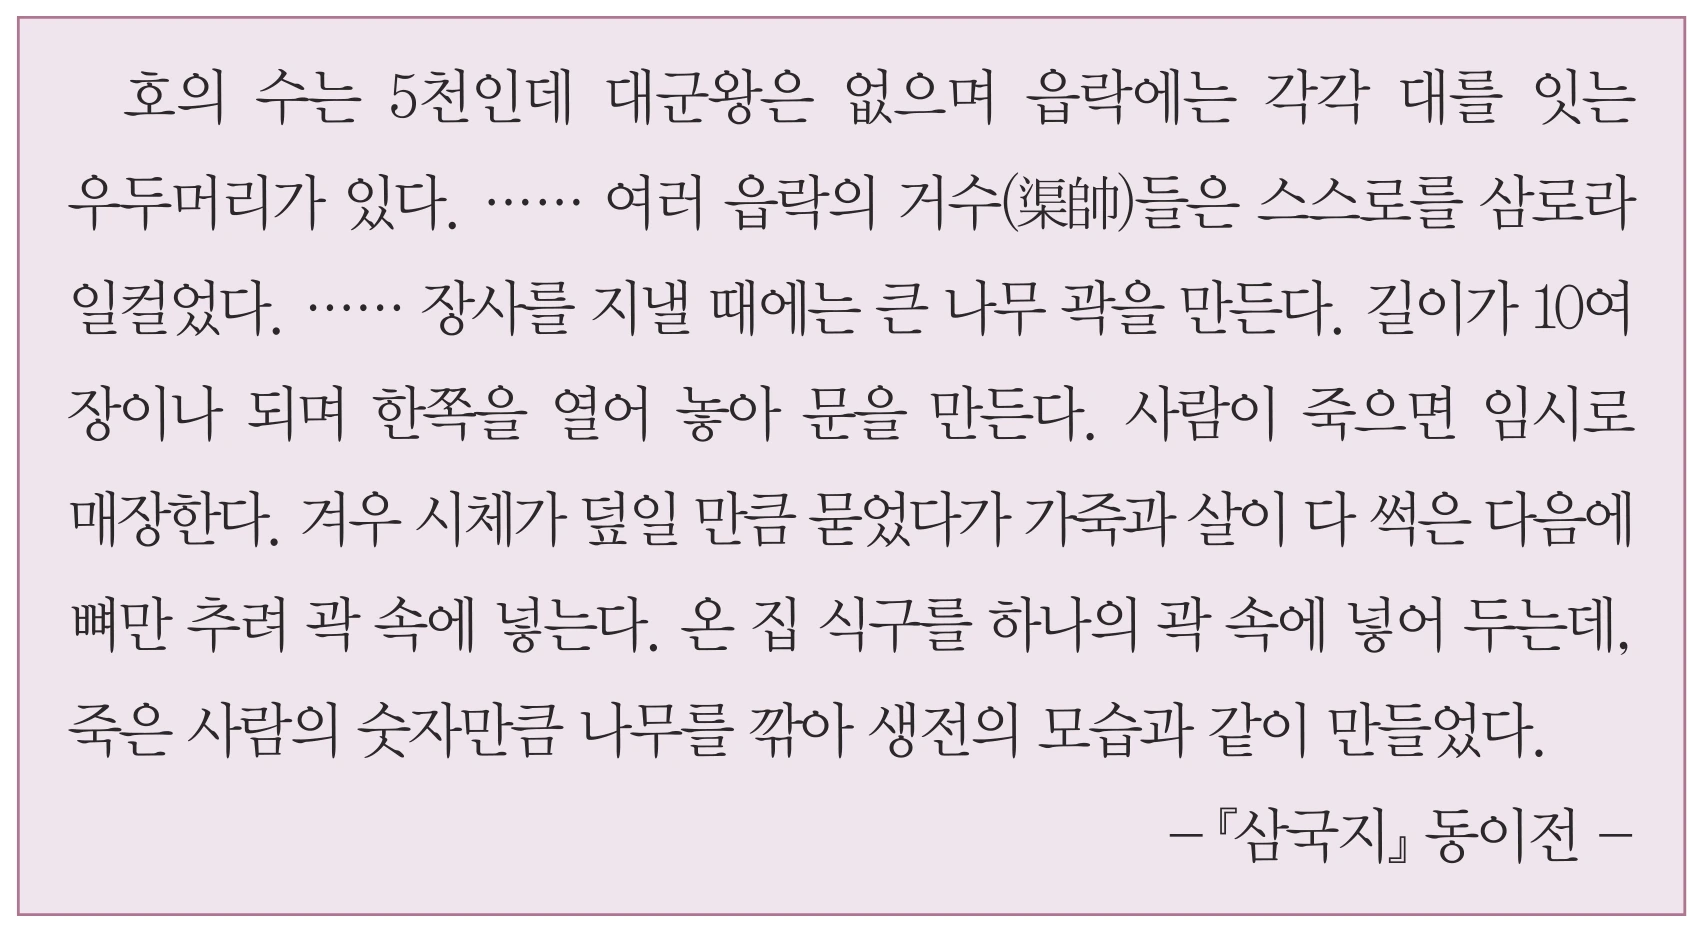 호의 수는 5천인데 대군왕은 없으며 읍락에는 각각 대를 잇는
우두머리가 있다. …… 여러 읍락의 거수(渠帥)들은 스스로를 삼로라
일컬었다. …… 장사를 지낼 때에는 큰 나무 곽을 만든다. 길이가 10여
장이나 되며 한쪽을 열어 놓아 문을 만든다. 사람이 죽으면 임시로
매장한다. 겨우 시체가 덮일 만큼 묻었다가 가죽과 살이 다 썩은 다음에
뼈만 추려 곽 속에 넣는다. 온 집 식구를 하나의 곽 속에 넣어 두는데,
죽은 사람의 숫자만큼 나무를 깎아 생전의 모습과 같이 만들었다.
－『삼국지』 동이전 －